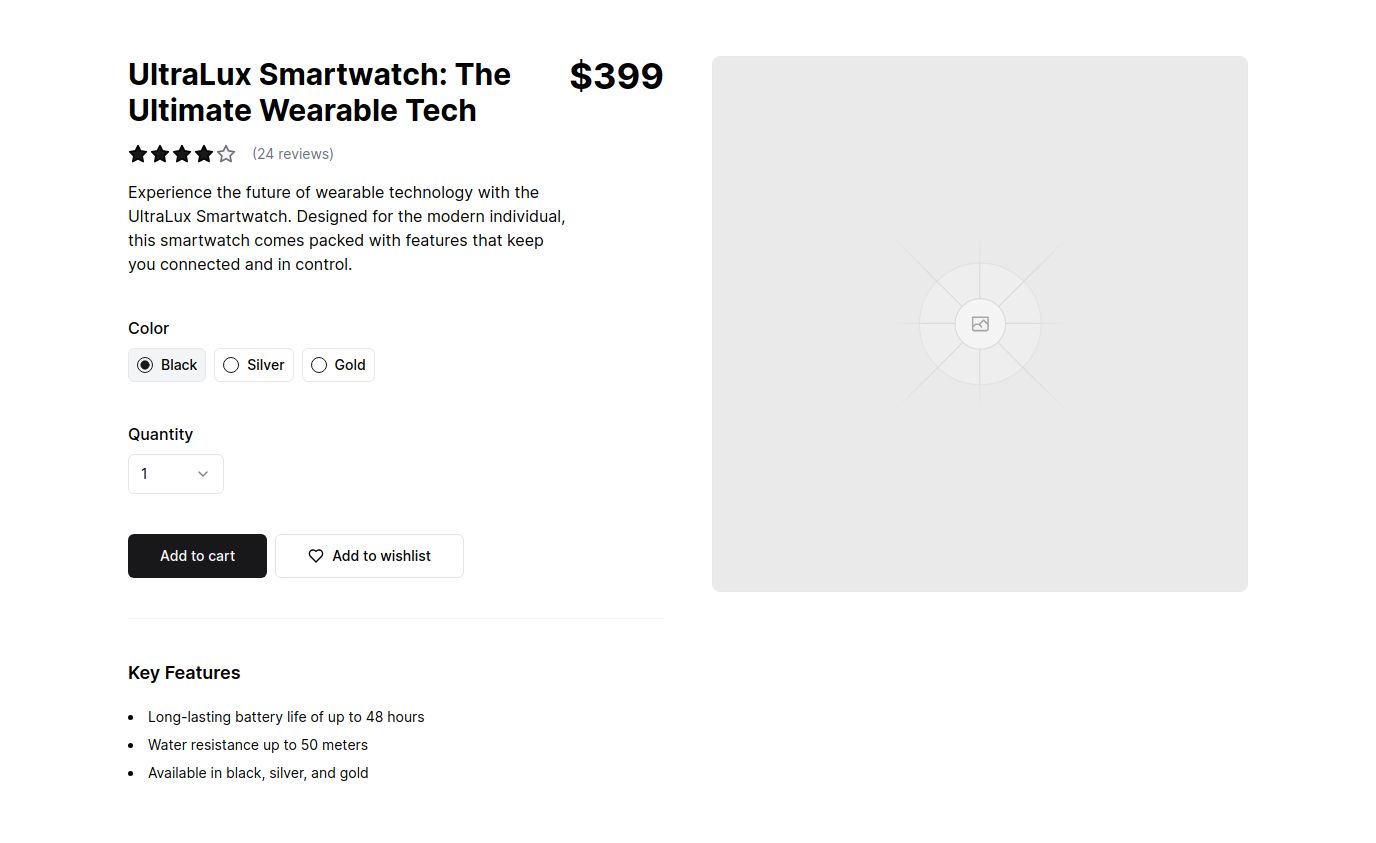 UltraLux Smartwatch: The
Ultimate Wearable Tech
$399
(24 reviews)
Experience the future of wearable technology with the
UltraLux Smartwatch. Designed for the modern individual,
this smartwatch comes packed with features that keep
you connected and in control.
Color
Black Silver Gold
Quantity
1
Add to cart Add to wishlist
Key Features
Long-lasting battery life of up to 48 hours
Water resistance up to 50 meters
Available in black, silver, and gold